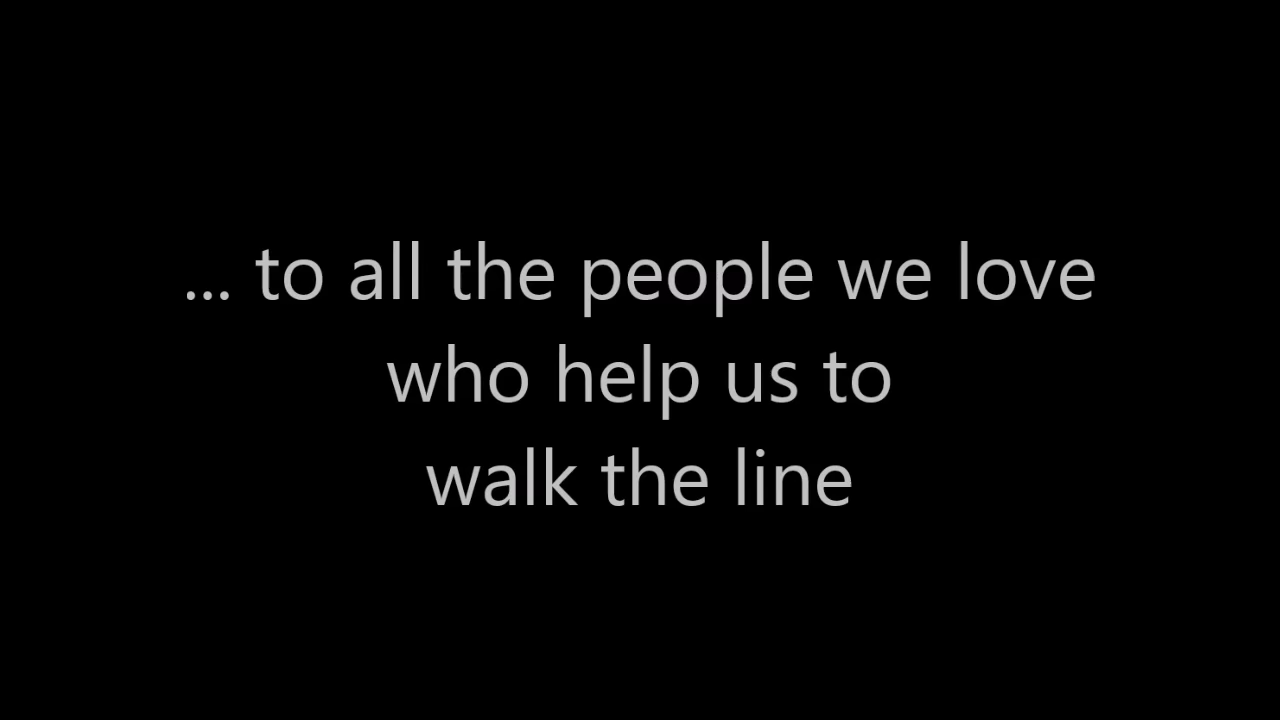 ... to all the people we love
who help us to
walk the line